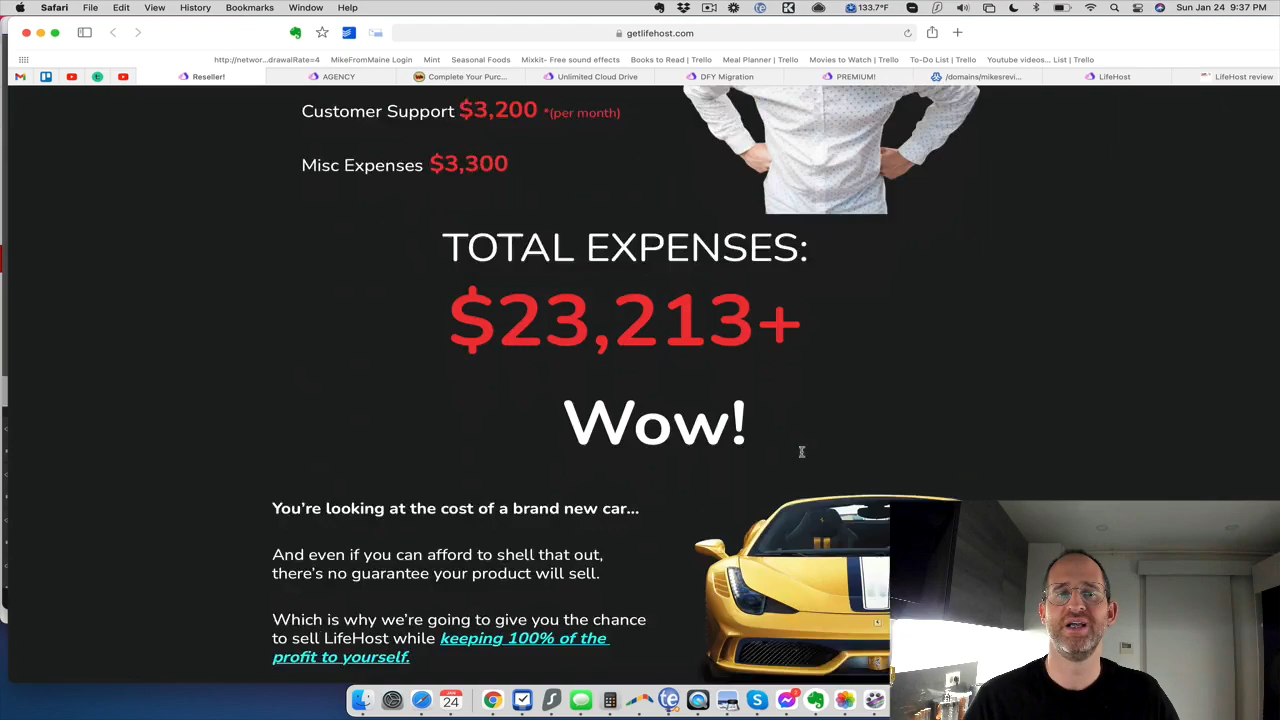 Safari File Edit View History Bookmarks Window Help 133.7°F Sun Jan 24 9:37 PM
getlifehost.com
http://networ...drawalRate=4 MikeFromMaine Login Mint Seasonal Foods Mixkit- Free sound effects Books to Read | Trello Meal Planner | Trello Movies to Watch | Trello To-Do List | Trello Youtube videos... List | Trello
Reseller! AGENCY Complete Your Purc... Unlimited Cloud Drive DFY Migration PREMIUM! /domains/mikesrevi... LifeHost LifeHost review
Customer Support $3,200 *(per month)
Misc Expenses $3,300
TOTAL EXPENSES:
$23,213+
Wow!
You're looking at the cost of a brand new car...
And even if you can afford to shell that out,
there's no guarantee your product will sell.
Which is why we're going to give you the chance
to sell LifeHost while keeping 100% of the
profit to yourself.
JAN
24